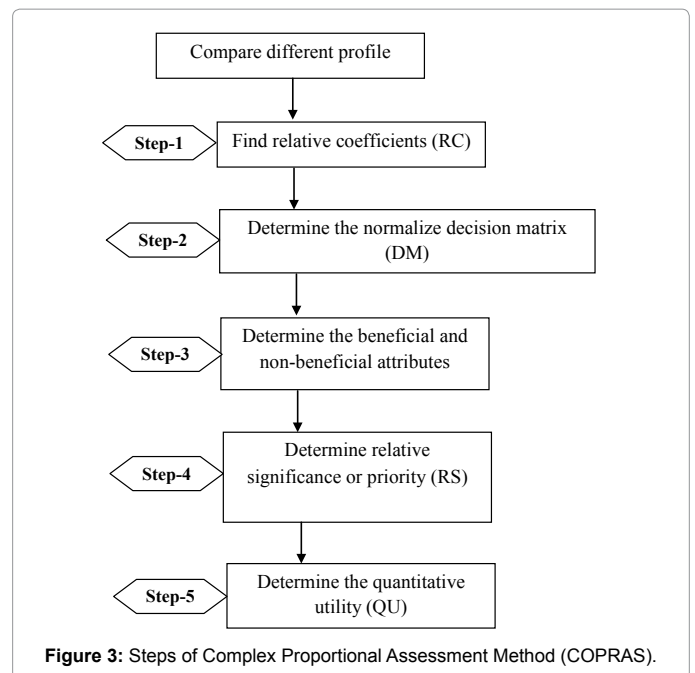 Compare different profile
Step-1
Find relative coefficients (RC)
Step-2
Determine the normalize decision matrix
(DM)
Step-3
Determine the beneficial and
non-beneficial attributes
Step-4
Determine relative
significance or priority (RS)
Step-5
Determine the quantitative
utility (QU)
Figure 3: Steps of Complex Proportional Assessment Method (COPRAS).